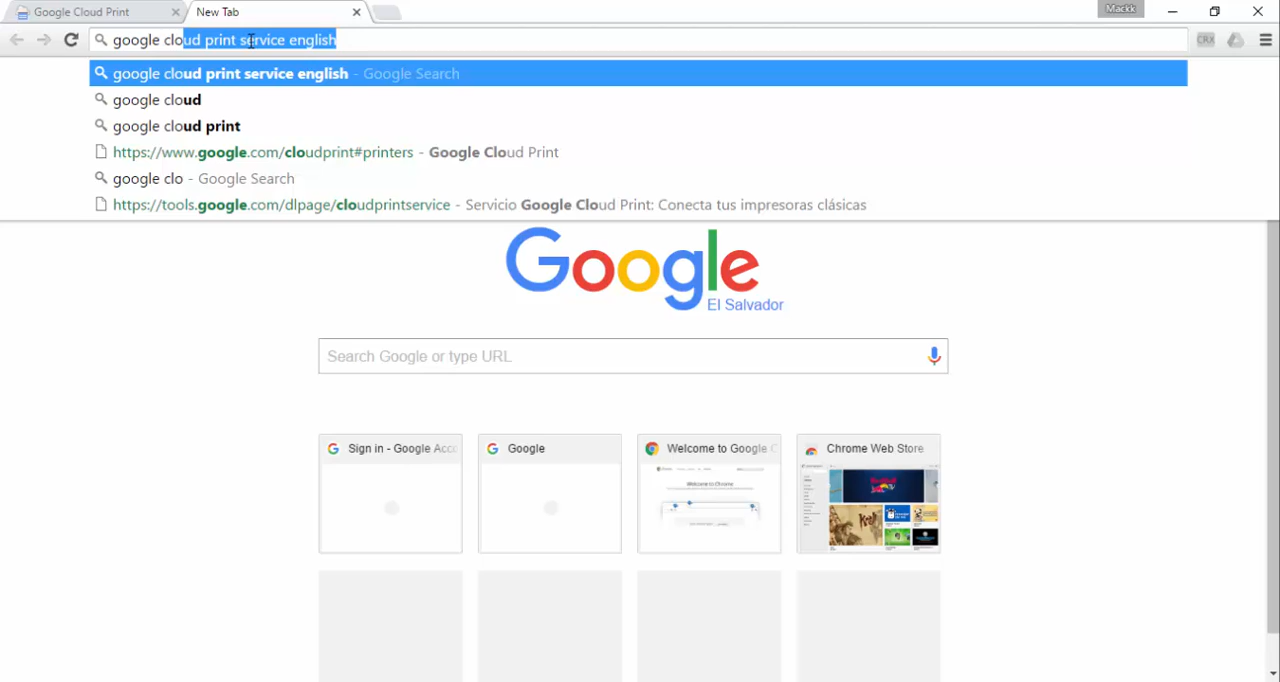 Google Cloud Print
New Tab
Mackk
google cloud print service english
CRX
google cloud print service english - Google Search
google cloud
google cloud print
https://www.google.com/cloudprint#printers - Google Cloud Print
google clo - Google Search
https://tools.google.com/dlpage/cloudprintservice - Servicio Google Cloud Print: Conecta tus impresoras clásicas
Google
El Salvador
Search Google or type URL
Sign in - Google Acco
Google
Welcome to Google C
Chrome Web Store